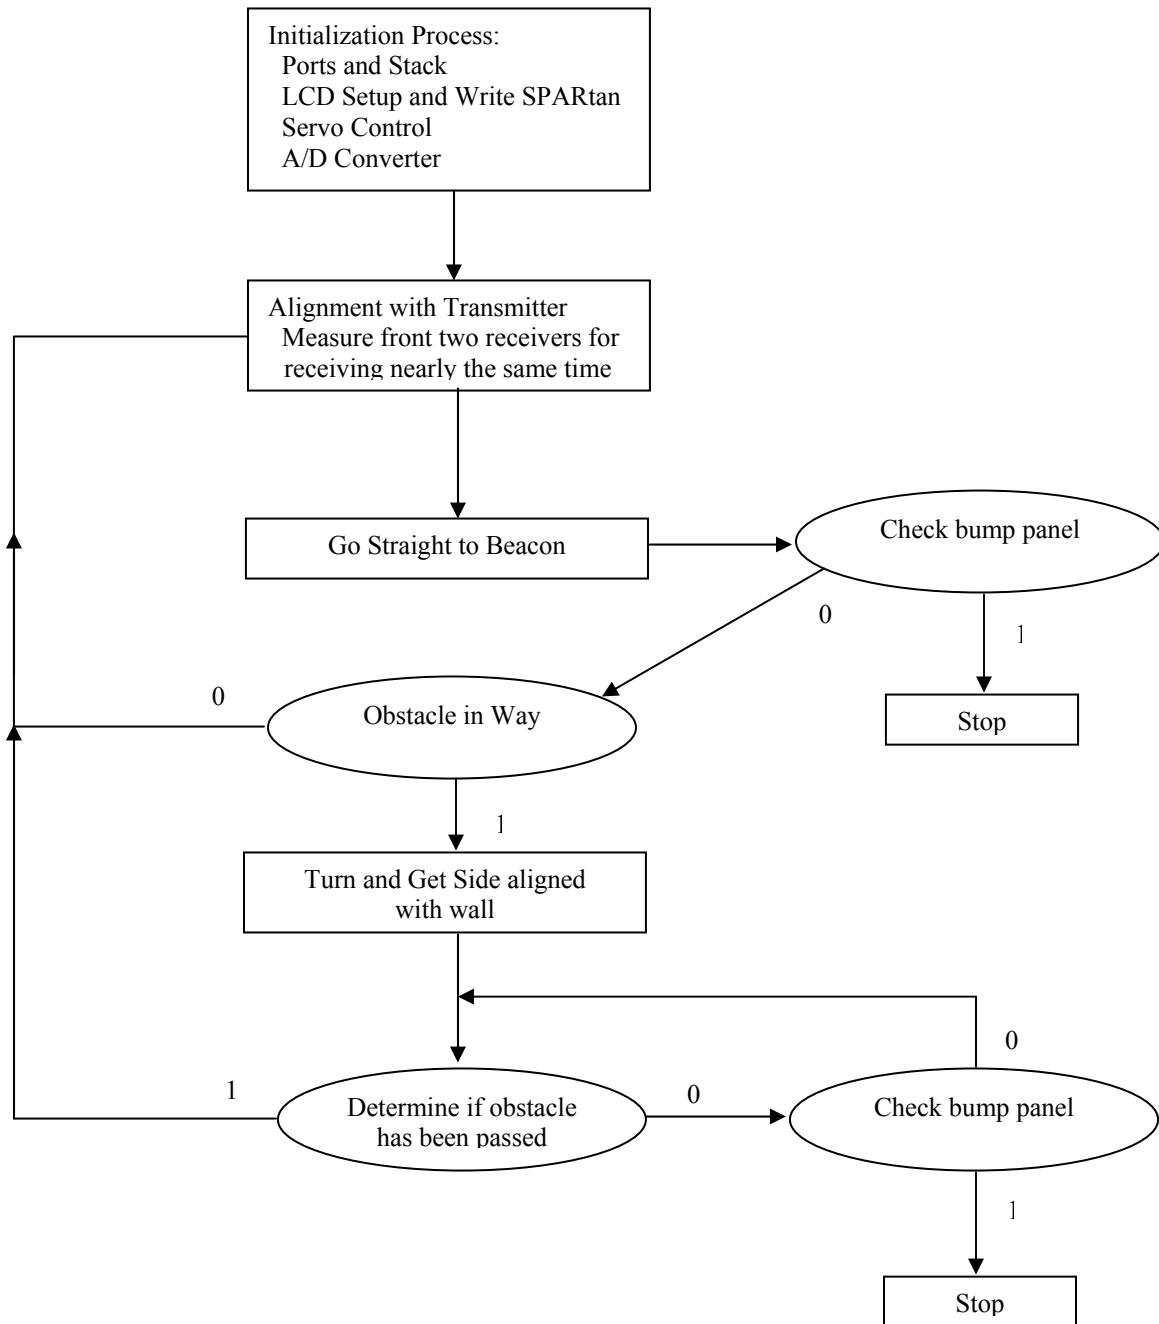 Initialization Process:
Ports and Stack
LCD Setup and Write SPARtan
Servo Control
A/D Converter
Alignment with Transmitter
Measure front two receivers for
receiving nearly the same time
Go Straight to Beacon
Check bump panel
0
1
Stop
0
Obstacle in Way
1
Turn and Get Side aligned
with wall
0
1
Determine if obstacle
has been passed
0
Check bump panel
1
Stop